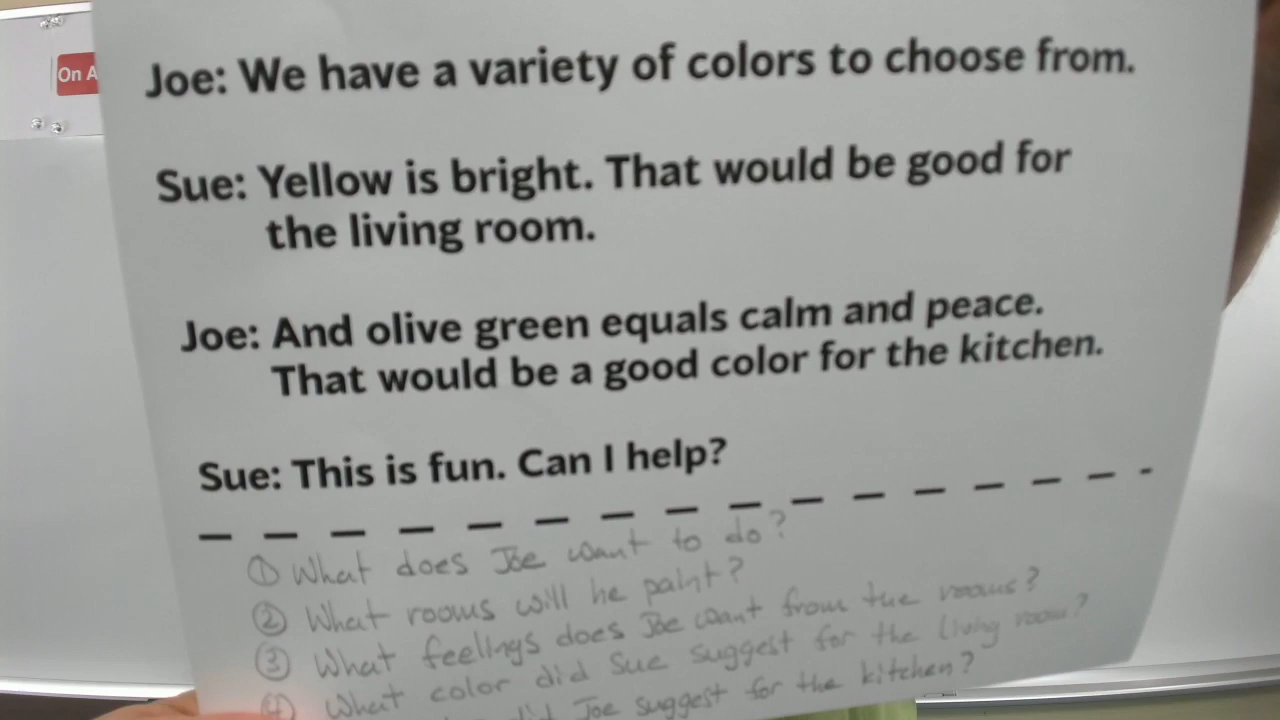 On A
Joe: We have a variety of colors to choose from.
Sue: Yellow is bright. That would be good for
the living room.
Joe: And olive green equals calm and peace.
That would be a good color for the kitchen.
Sue: This is fun. Can I help?
① What does Joe want to do?
② What rooms will he paint?
③ What feelings does Joe want from the rooms?
④ What color did Sue suggest for the living room?
did Joe suggest for the kitchen?